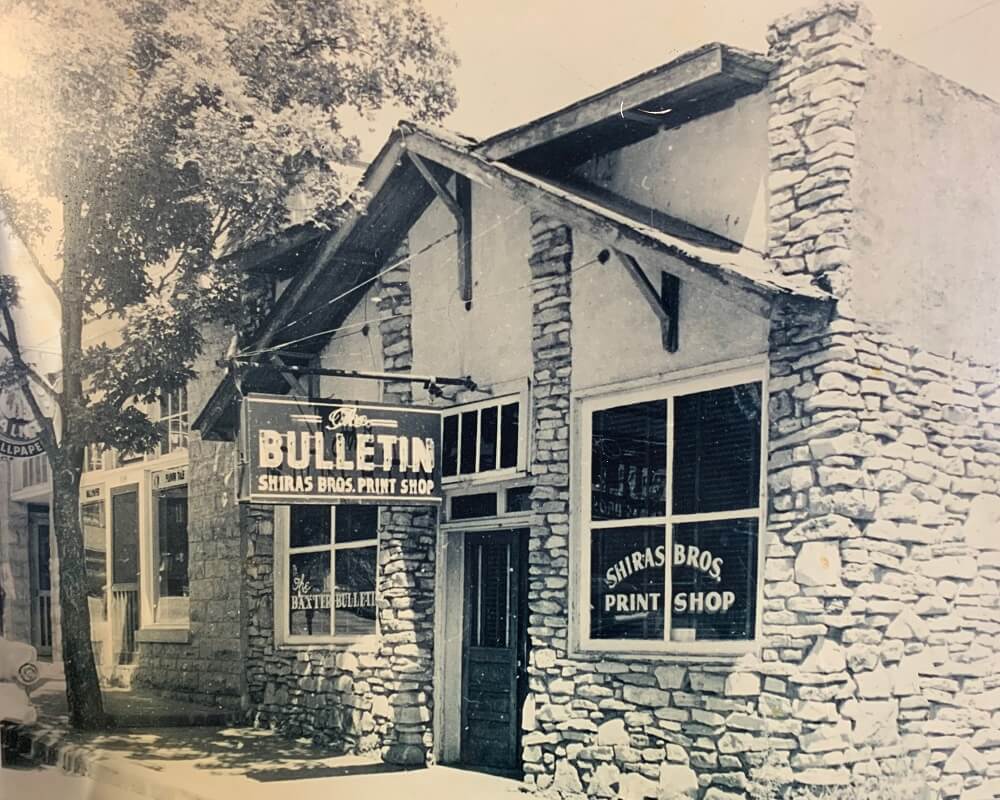 The
BULLETIN
SHIRAS BROS. PRINT SHOP
The
BAXTER BULLETIN
SHIRAS BROS.
PRINT SHOP